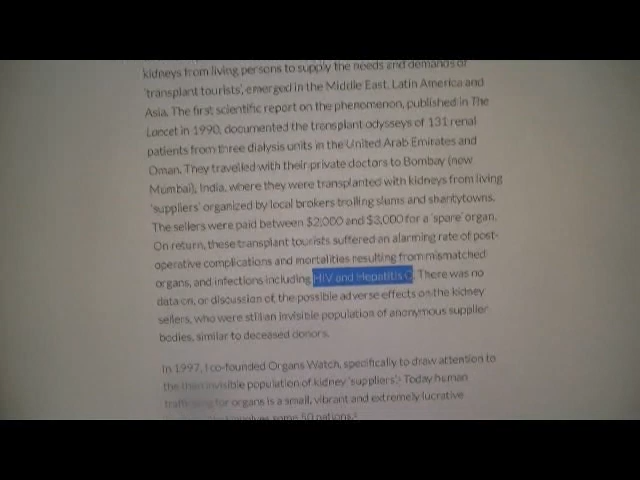 kidneys from living persons to supply the needs and demands of
'transplant tourists', emerged in the Middle East, Latin America and
Asia. The first scientific report on the phenomenon, published in The
Lancet in 1990, documented the transplant odysseys of 131 renal
patients from three dialysis units in the United Arab Emirates and
Oman. They travelled with their private doctors to Bombay (now
Mumbai), India, where they were transplanted with kidneys from living
'suppliers' organized by local brokers trolling slums and shantytowns.
The sellers were paid between $2,000 and $3,000 for a 'spare' organ.
On return, these transplant tourists suffered an alarming rate of post-
operative complications and mortalities resulting from mismatched
organs, and infections including HIV and Hepatitis C. There was no
data on, or discussion of, the possible adverse effects on the kidney
sellers, who were still an invisible population of anonymous supplier
bodies, similar to deceased donors.
In 1997, I co-founded Organs Watch, specifically to draw attention to
the then invisible population of kidney 'suppliers'. Today human
trafficking for organs is a small, vibrant and extremely lucrative
involves some 50 nations.